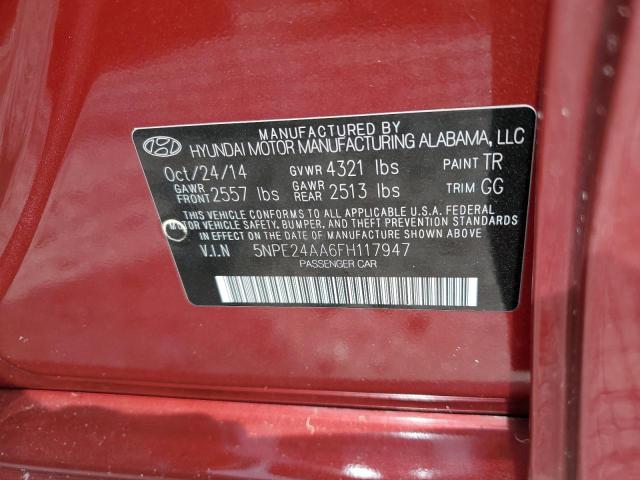 MANUFACTURED BY
HYUNDAI MOTOR MANUFACTURING ALABAMA, LLC
Oct/24/14 GVWR 4321 lbs PAINT TR
GAWR FRONT 2557 lbs GAWR REAR 2513 lbs TRIM GG
THIS VEHICLE CONFORMS TO ALL APPLICABLE U.S.A. FEDERAL
MOTOR VEHICLE SAFETY, BUMPER, AND THEFT PREVENTION STANDARDS
IN EFFECT ON THE DATE OF MANUFACTURE SHOWN ABOVE
V.I.N 5NPE24AA6FH117947
PASSENGER CAR